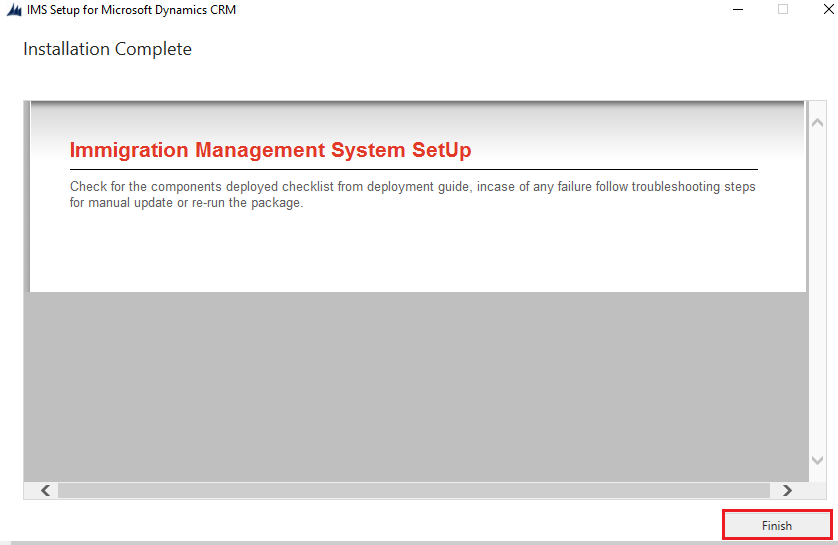 IMS Setup for Microsoft Dynamics CRM
Installation Complete
Immigration Management System SetUp
Check for the components deployed checklist from deployment guide, incase of any failure follow troubleshooting steps
for manual update or re-run the package.
Finish